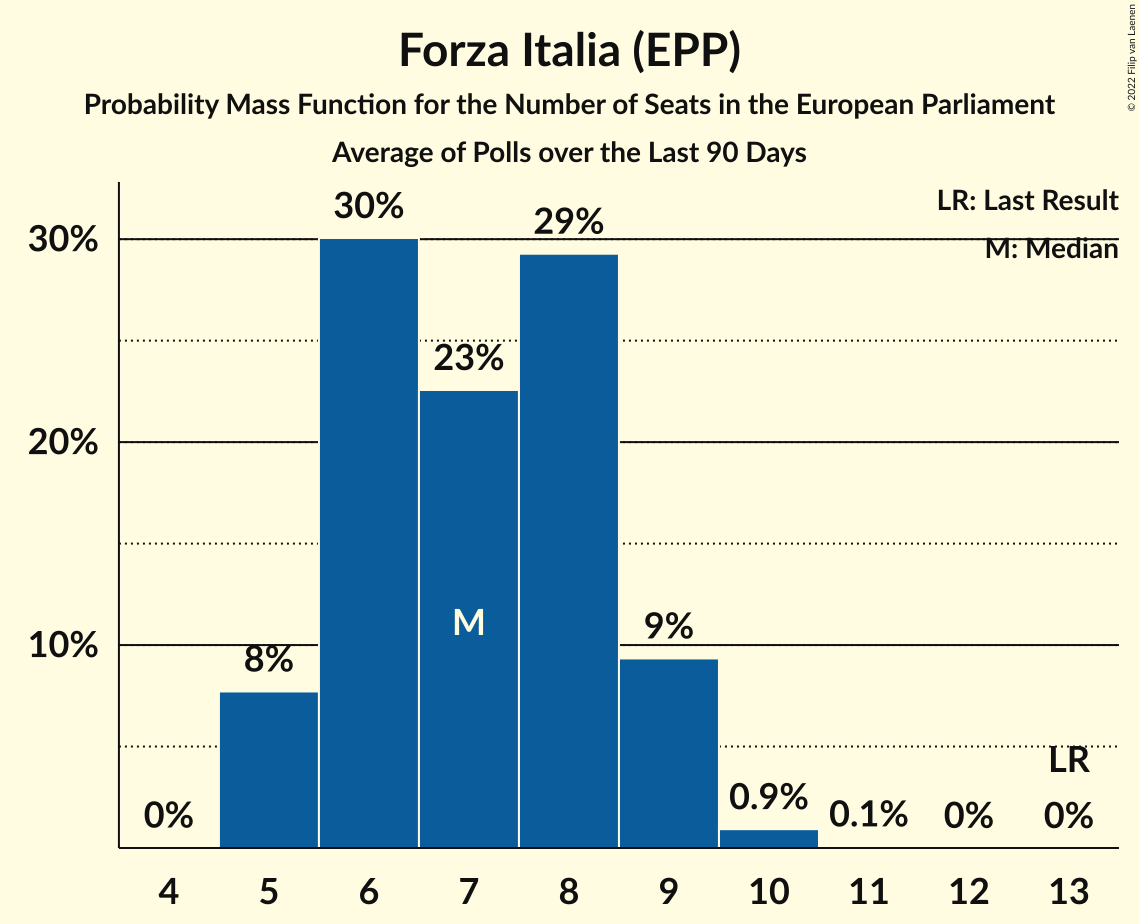 Forza Italia (EPP)
Probability Mass Function for the Number of Seats in the European Parliament
Average of Polls over the Last 90 Days
© 2022 Filip van Laenen
LR: Last Result
M: Median
30%
20%
10%
0%
8%
30%
23%
29%
9%
0.9%
0.1%
0%
0%
M
LR
4 5 6 7 8 9 10 11 12 13